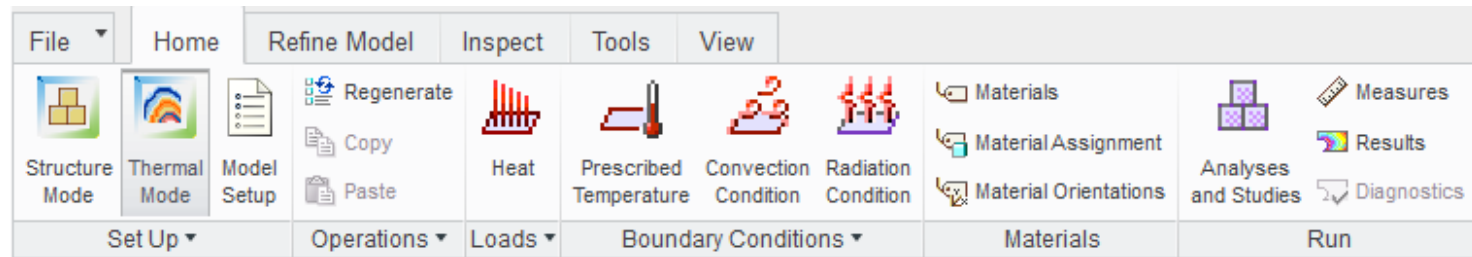 File Home Refine Model Inspect Tools View
Structure Mode
Thermal Mode
Model Setup
Regenerate
Copy
Paste
Heat
Prescribed Temperature
Convection Condition
Radiation Condition
Materials
Material Assignment
Material Orientations
Analyses and Studies
Measures
Results
Diagnostics
Set Up Operations Loads Boundary Conditions Materials Run